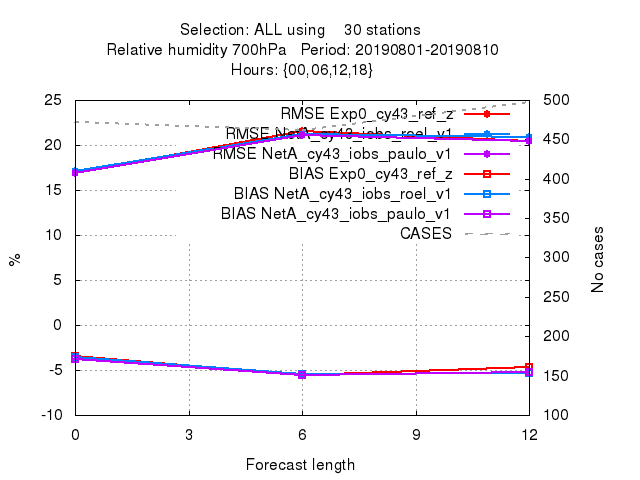 Selection: ALL using 30 stations
Relative humidity 700hPa Period: 20190801-20190810
Hours: {00,06,12,18}
25
20
15
10
5
0
-5
-10
%
500
450
400
350
300
250
200
150
100
No cases
RMSE Exp0_cy43_ref_z
RMSE NetA_cy43_iobs_roel_v1
RMSE NetA_cy43_iobs_paulo_v1
BIAS Exp0_cy43_ref_z
BIAS NetA_cy43_iobs_roel_v1
BIAS NetA_cy43_iobs_paulo_v1
CASES
0 3 6 9 12
Forecast length